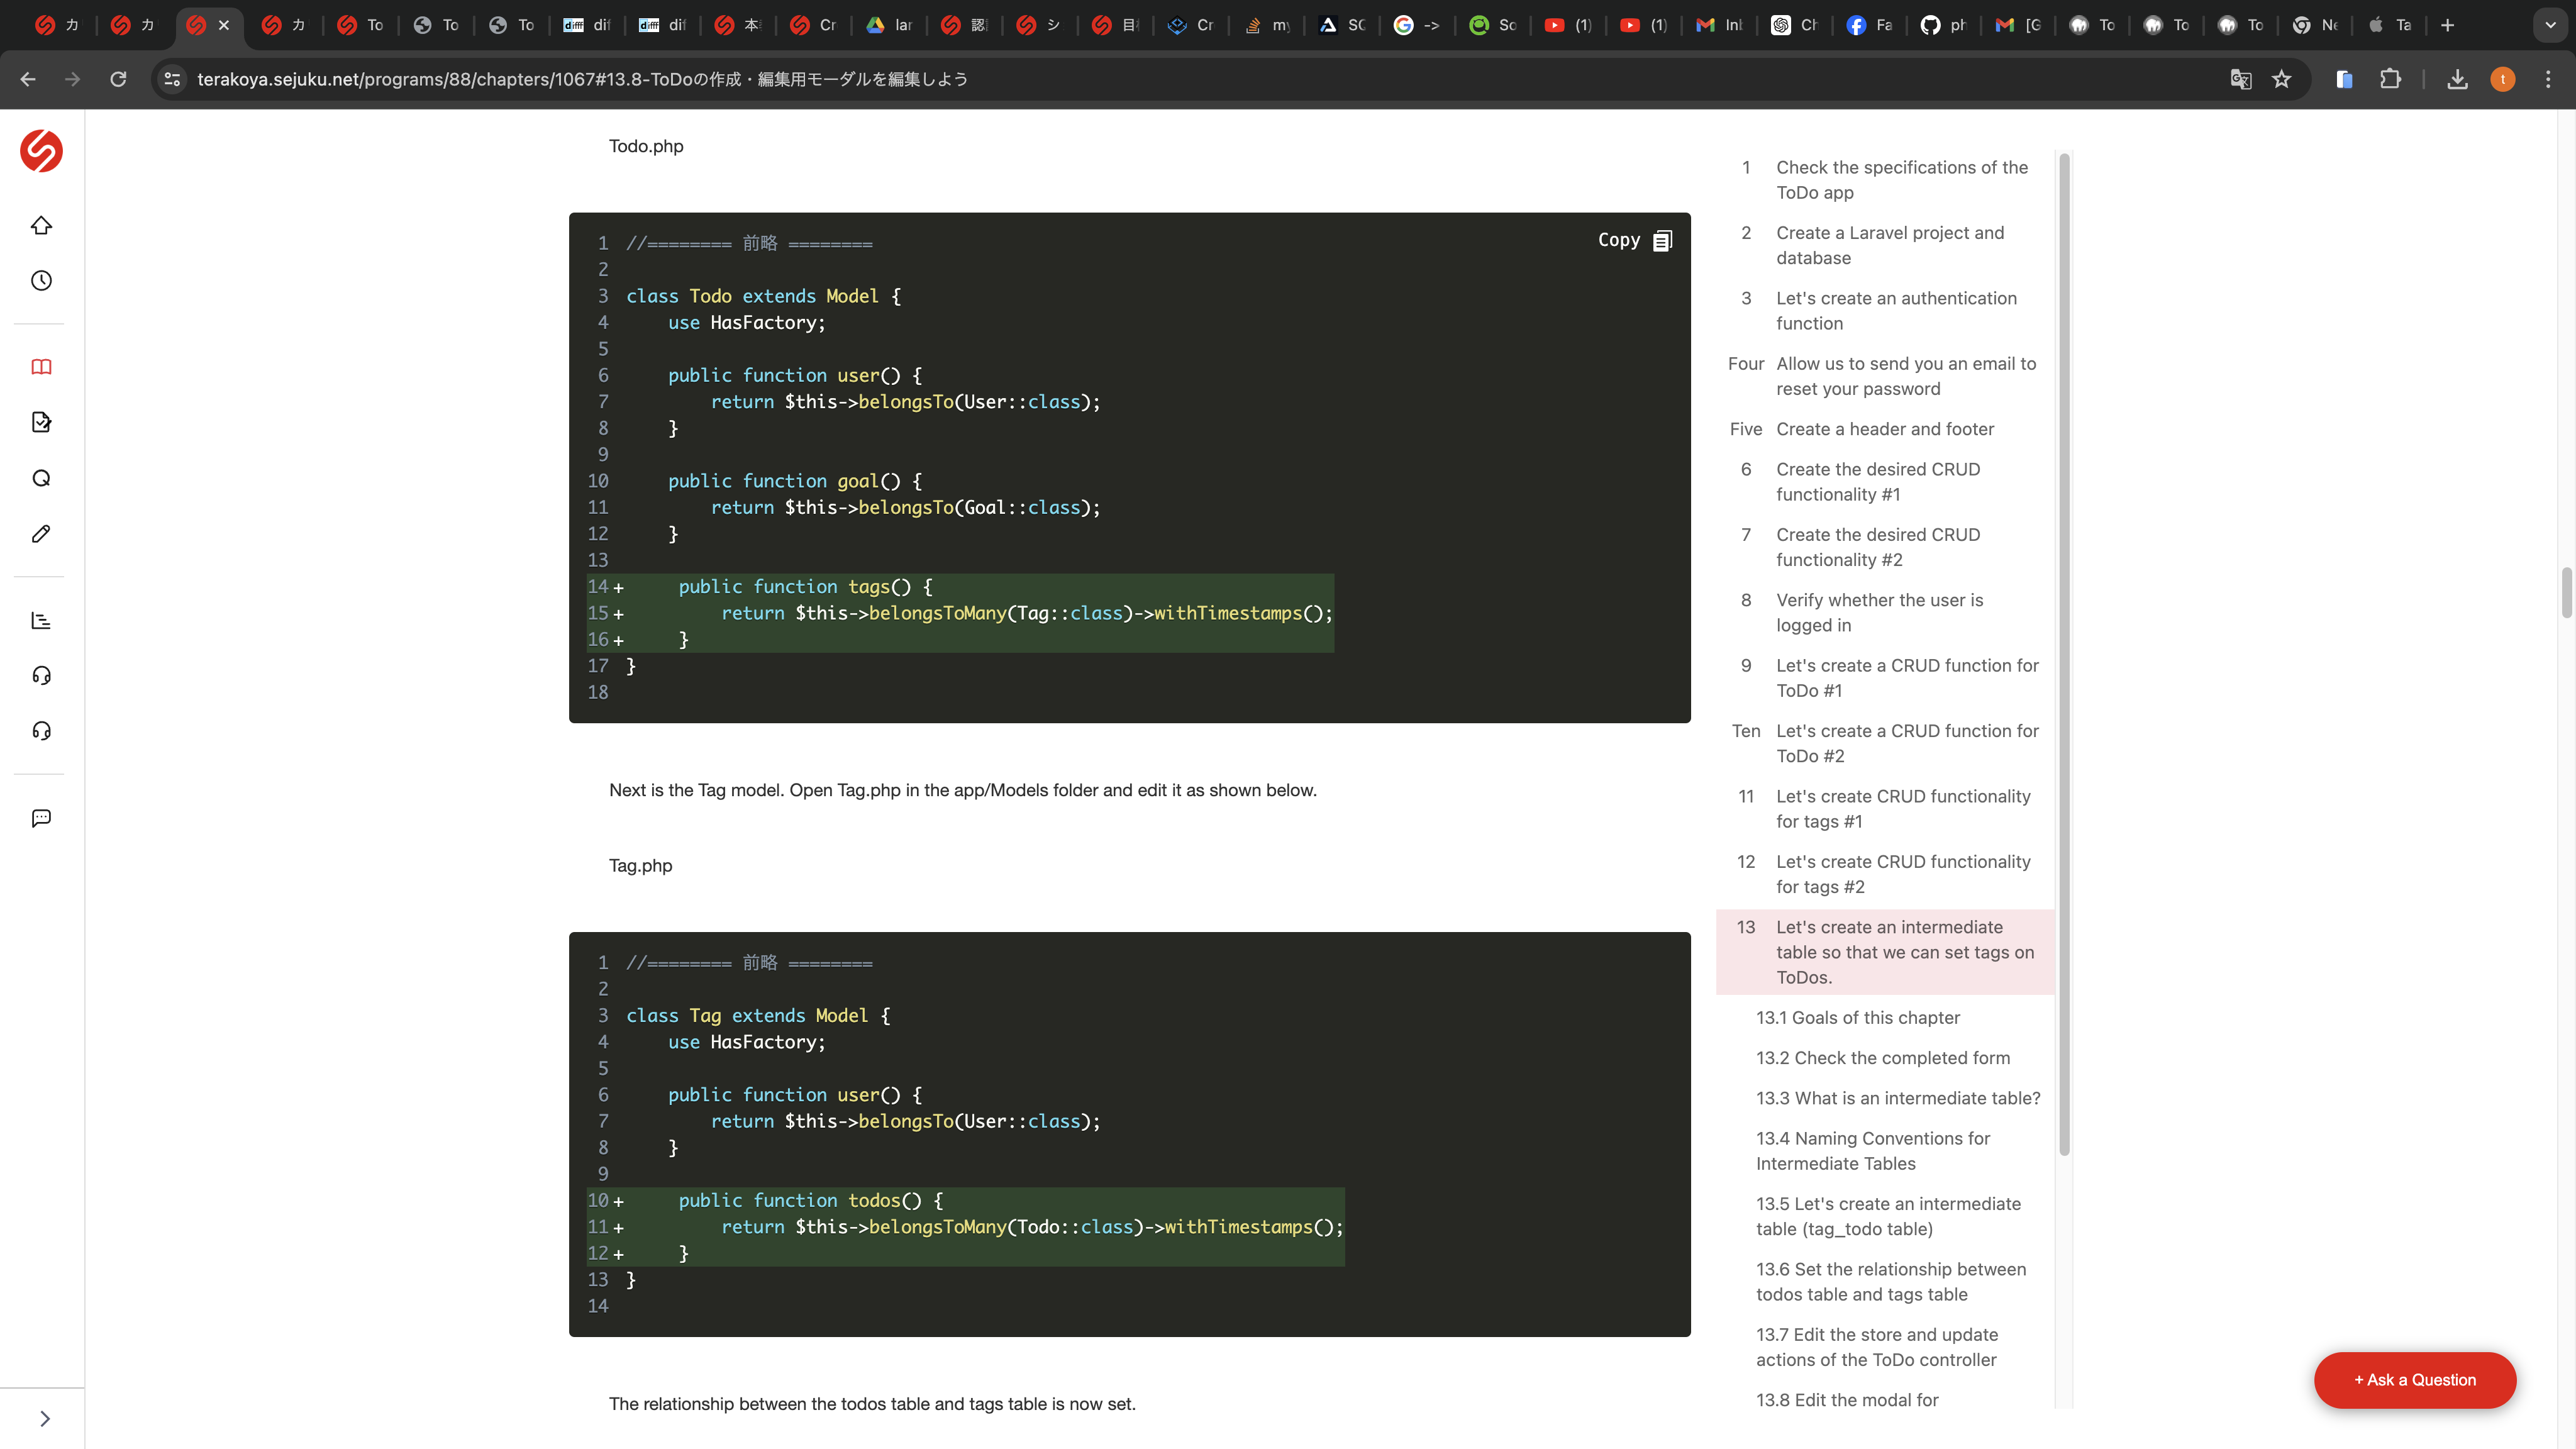 カ
カ
カ
To
To
To
dif
dif
本
Cr
lar
認
シ
目
Cr
my
SC
->
So
(1)
(1)
Inb
Ch
Fa
ph
[G
To
To
To
Ne
Ta
terakoya.sejuku.net/programs/88/chapters/1067#13.8-ToDoの作成・編集用モーダルを編集しよう
t
Todo.php
Copy
1 //======== 前略 ========
2
3 class Todo extends Model {
4 use HasFactory;
5
6 public function user() {
7 return $this->belongsTo(User::class);
8 }
9
10 public function goal() {
11 return $this->belongsTo(Goal::class);
12 }
13
14 + public function tags() {
15 + return $this->belongsToMany(Tag::class)->withTimestamps();
16 + }
17 }
18
Next is the Tag model. Open Tag.php in the app/Models folder and edit it as shown below.
Tag.php
1 //======== 前略 ========
2
3 class Tag extends Model {
4 use HasFactory;
5
6 public function user() {
7 return $this->belongsTo(User::class);
8 }
9
10 + public function todos() {
11 + return $this->belongsToMany(Todo::class)->withTimestamps();
12 + }
13 }
14
The relationship between the todos table and tags table is now set.
1 Check the specifications of the
ToDo app
2 Create a Laravel project and
database
3 Let's create an authentication
function
Four Allow us to send you an email to
reset your password
Five Create a header and footer
6 Create the desired CRUD
functionality #1
7 Create the desired CRUD
functionality #2
8 Verify whether the user is
logged in
9 Let's create a CRUD function for
ToDo #1
Ten Let's create a CRUD function for
ToDo #2
11 Let's create CRUD functionality
for tags #1
12 Let's create CRUD functionality
for tags #2
13 Let's create an intermediate
table so that we can set tags on
ToDos.
13.1 Goals of this chapter
13.2 Check the completed form
13.3 What is an intermediate table?
13.4 Naming Conventions for
Intermediate Tables
13.5 Let's create an intermediate
table (tag_todo table)
13.6 Set the relationship between
todos table and tags table
13.7 Edit the store and update
actions of the ToDo controller
13.8 Edit the modal for
+ Ask a Question